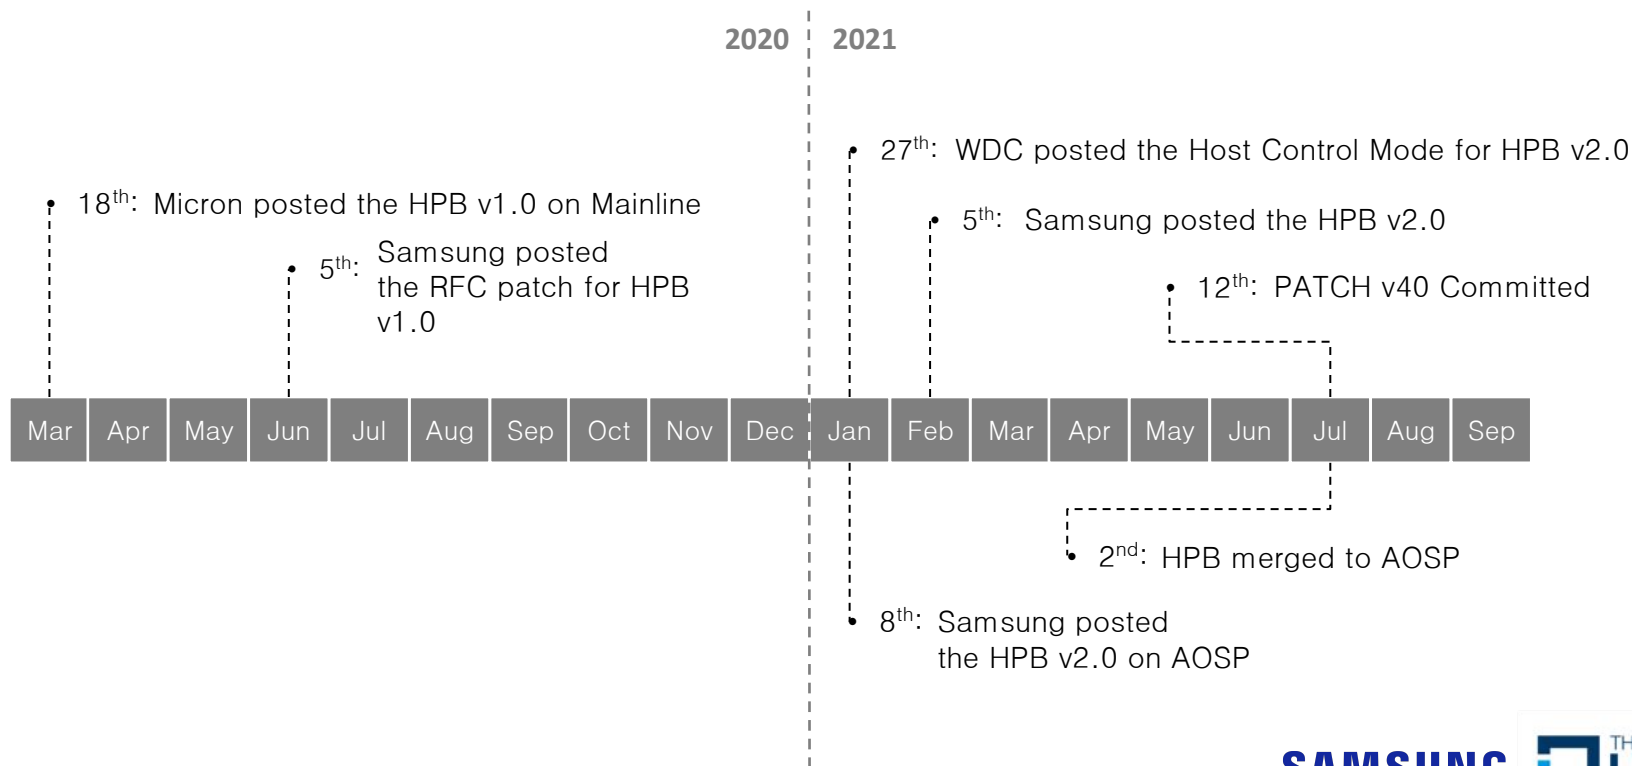 2020 2021
27th: WDC posted the Host Control Mode for HPB v2.0
18th: Micron posted the HPB v1.0 on Mainline
5th: Samsung posted the HPB v2.0
5th: Samsung posted
the RFC patch for HPB
v1.0
12th: PATCH v40 Committed
Mar Apr May Jun Jul Aug Sep Oct Nov Dec Jan Feb Mar Apr May Jun Jul Aug Sep
2nd: HPB merged to AOSP
8th: Samsung posted
the HPB v2.0 on AOSP
SAMSUNG